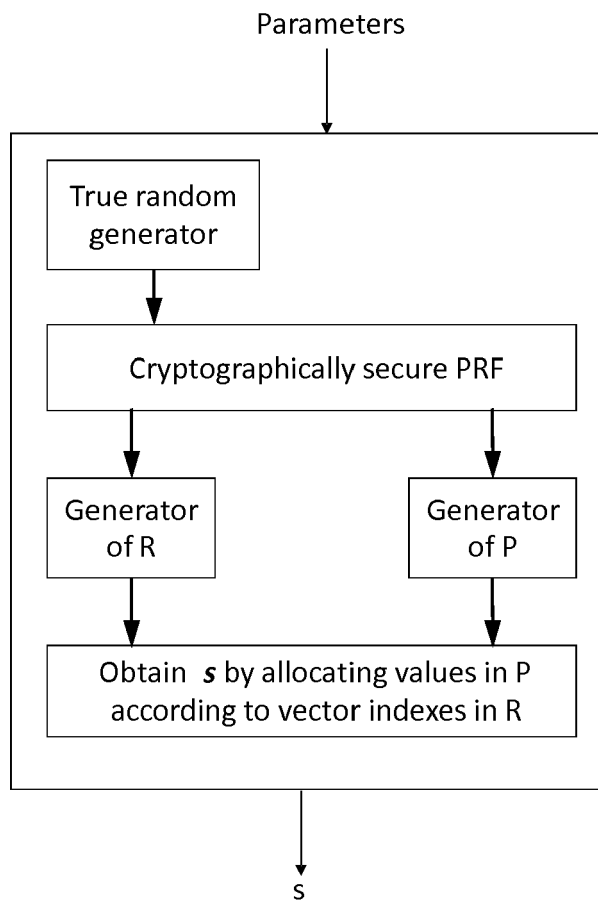 Parameters
True random
generator
Cryptographically secure PRF
Generator
of R
Generator
of P
Obtain s by allocating values in P
according to vector indexes in R
s